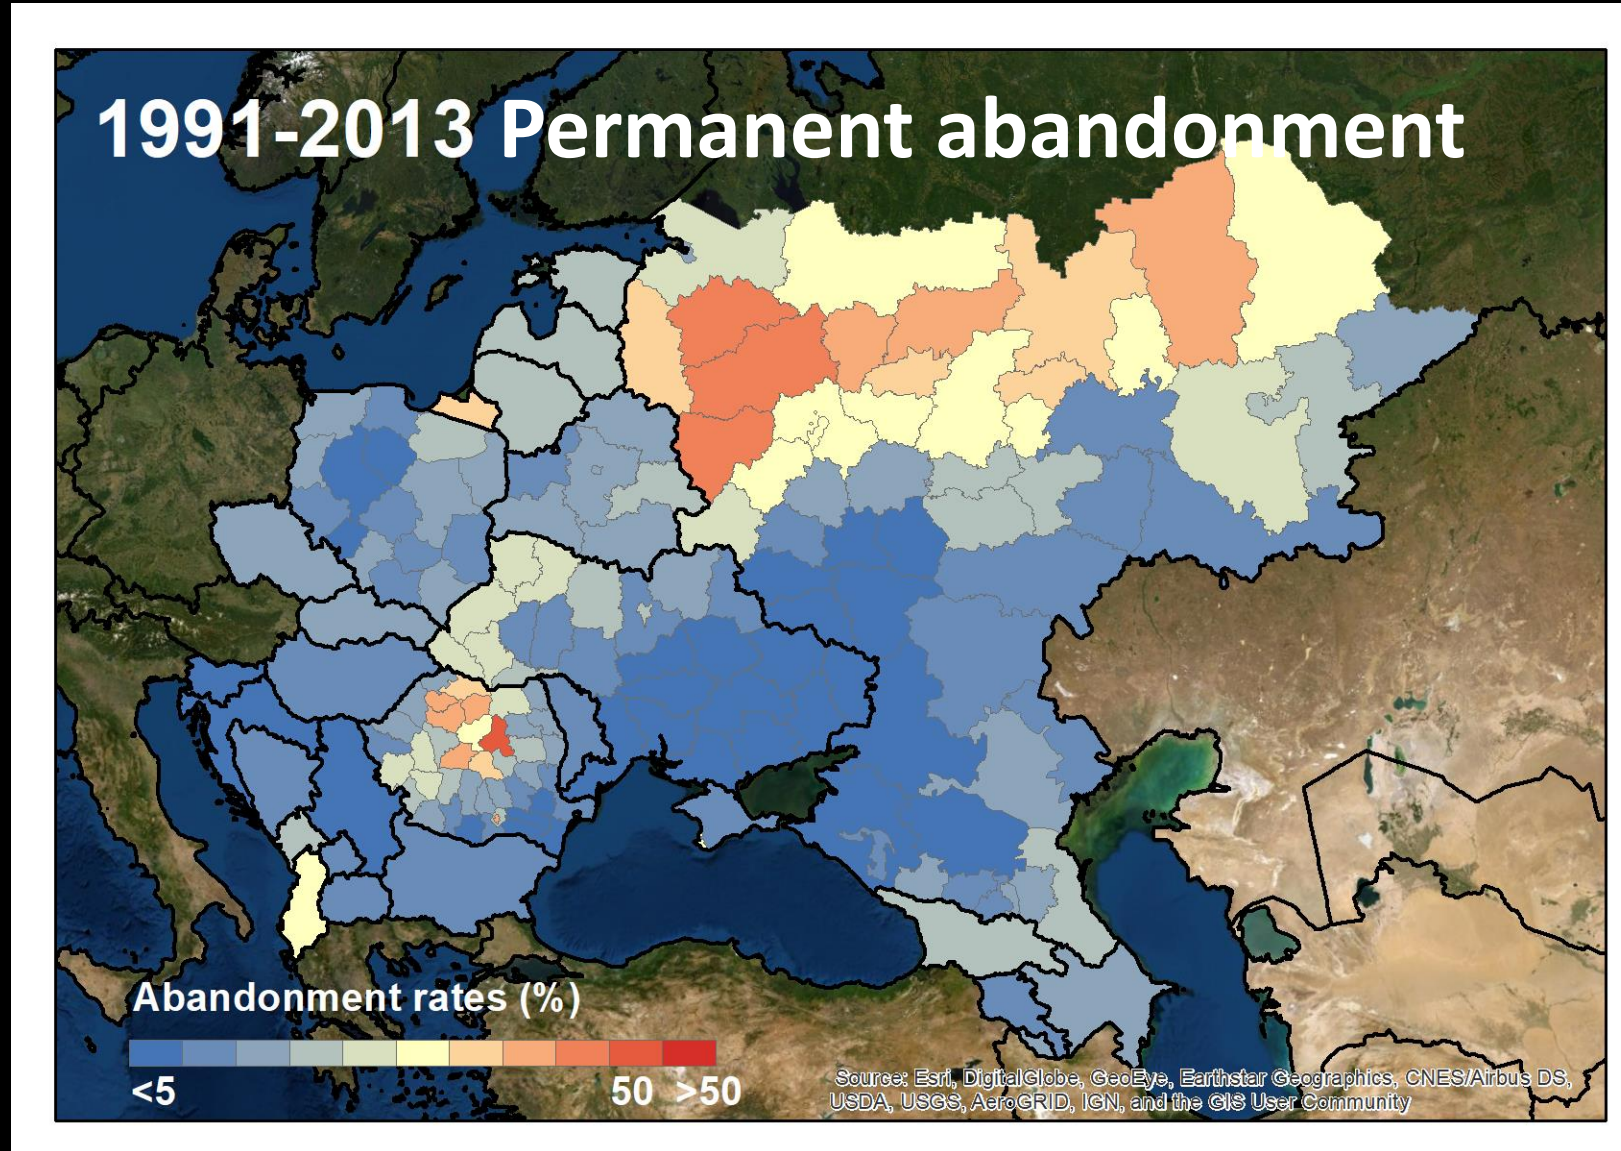 1991-2013 Permanent abandonment
Abandonment rates (%)
<5 50 >50
Source: Esri, DigitalGlobe, GeoEye, Earthstar Geographics, CNES/Airbus DS,
USDA, USGS, AeroGRID, IGN, and the GIS User Community